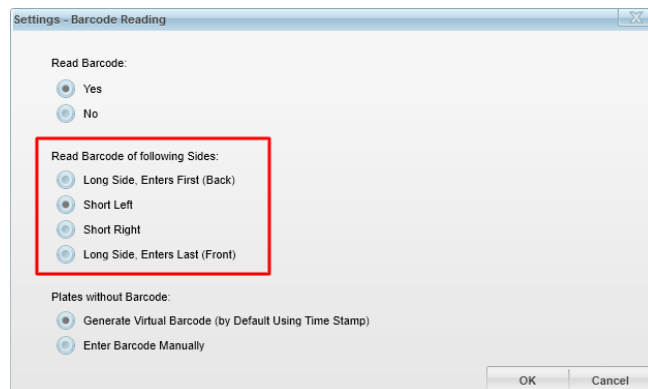 Settings - Barcode Reading
Read Barcode:
Yes
No
Read Barcode of following Sides:
Long Side, Enters First (Back)
Short Left
Short Right
Long Side, Enters Last (Front)
Plates without Barcode:
Generate Virtual Barcode (by Default Using Time Stamp)
Enter Barcode Manually
OK Cancel